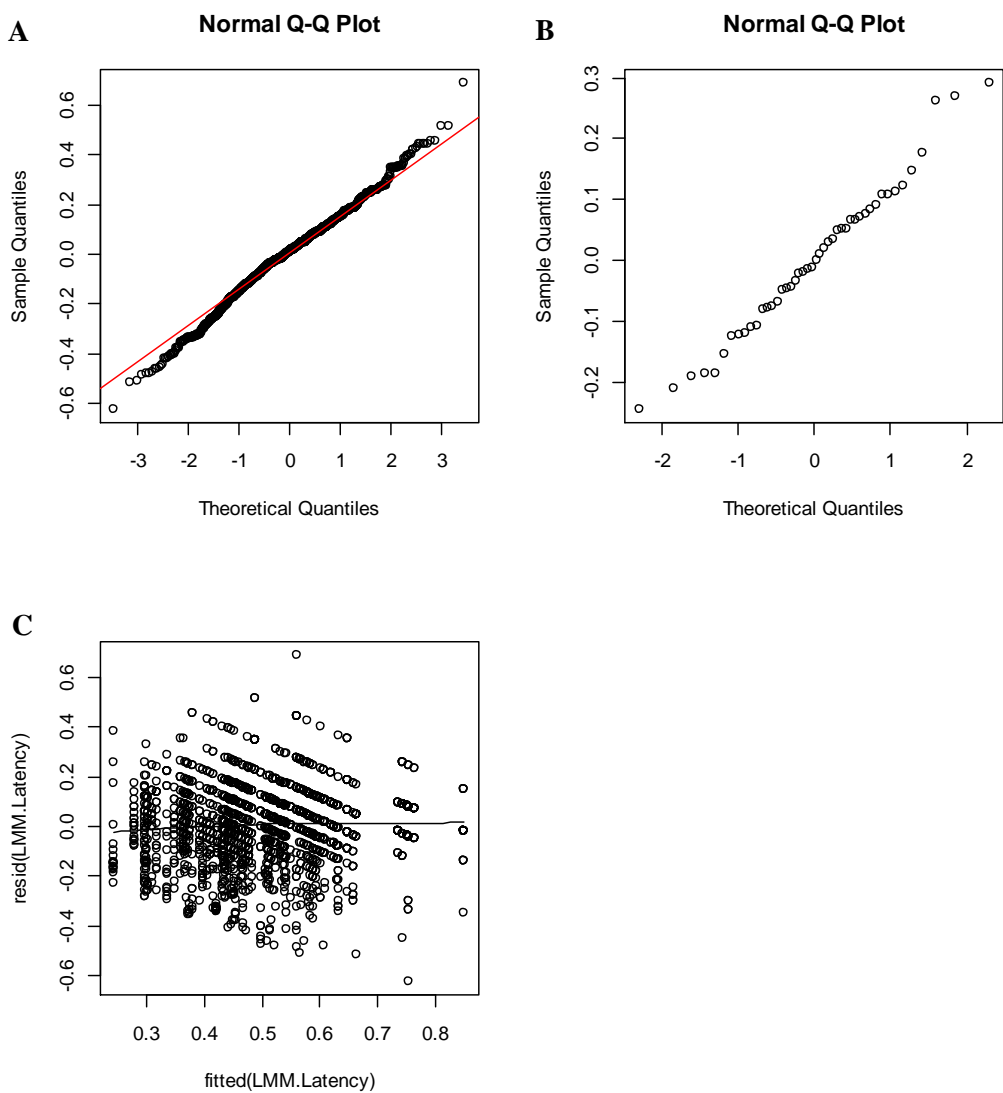 A
Normal Q-Q Plot
0.6
0.4
0.2
0.0
-0.2
-0.4
-0.6
Sample Quantiles
-3 -2 -1 0 1 2 3
Theoretical Quantiles
B
Normal Q-Q Plot
0.3
0.2
0.1
0.0
-0.1
-0.2
Sample Quantiles
-2 -1 0 1 2
Theoretical Quantiles
C
0.6
0.4
0.2
0.0
-0.2
-0.4
-0.6
resid(LMM.Latency)
0.3 0.4 0.5 0.6 0.7 0.8
fitted(LMM.Latency)